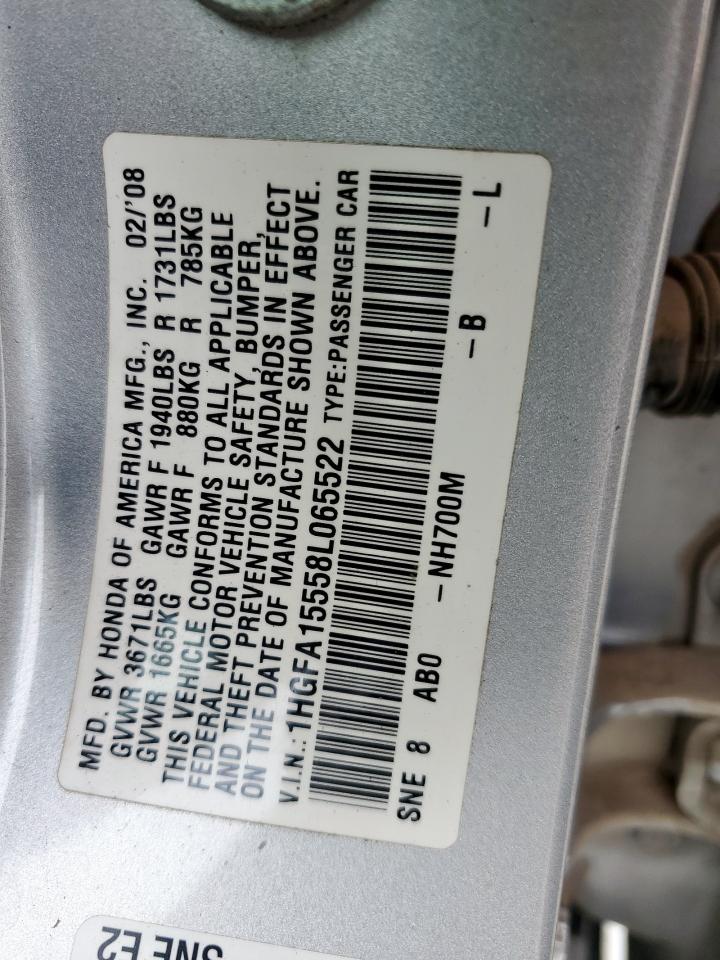 MFD. BY HONDA OF AMERICA MFG., INC. 02/'08
GVWR 3671LBS GAWR F 1940LBS R 1731LBS
GVWR 1665KG GAWR F 880KG R 785KG
THIS VEHICLE CONFORMS TO ALL APPLICABLE
FEDERAL MOTOR VEHICLE SAFETY, BUMPER,
AND THEFT PREVENTION STANDARDS IN EFFECT
ON THE DATE OF MANUFACTURE SHOWN ABOVE.
V.I.N.: 1HGFA15558L065522 TYPE:PASSENGER CAR
SNE 8 AB0 -NH700M -B -L
SNE E2